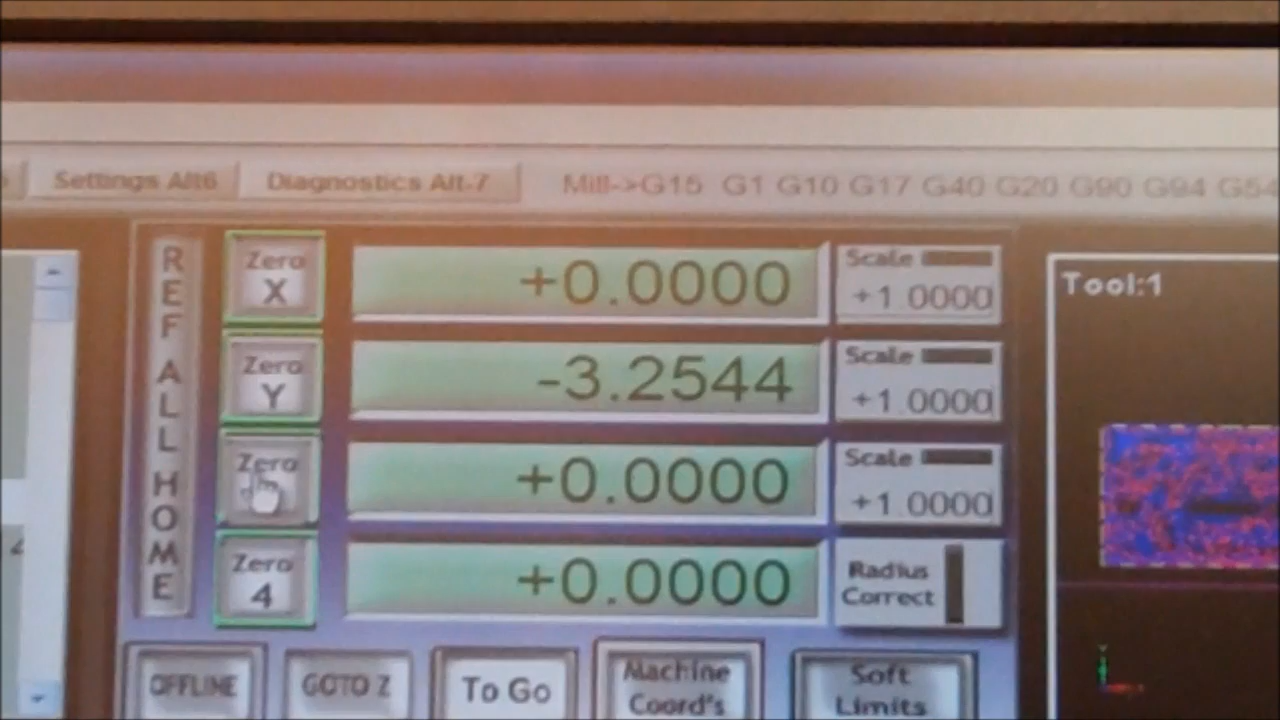 Settings Alt6 Diagnostics Alt-7 Mill->G15 G1 G10 G17 G40 G20 G90 G94 G54
REF ALL HOME
Zero X +0.0000 Scale +1.0000
Tool:1
Zero Y -3.2544 Scale +1.0000
Zero +0.0000 Scale +1.0000
4
Zero 4 +0.0000 Radius Correct
OFFLINE GOTO Z To Go Machine Coord's Soft Limits